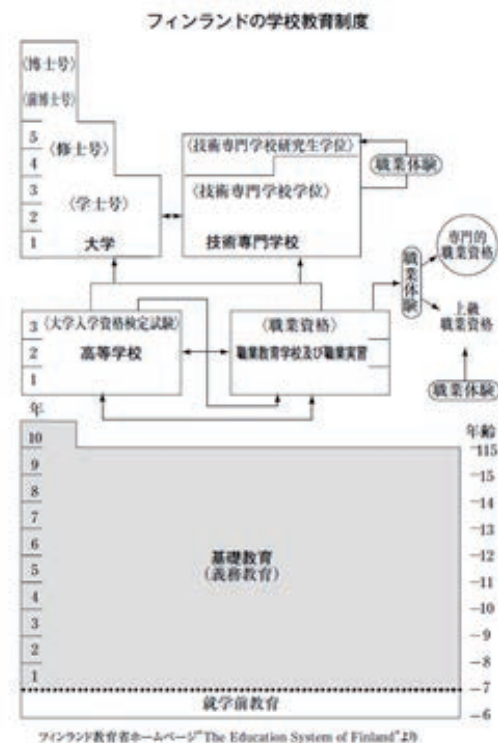 フィンランドの学校教育制度
〈博士号〉
〈前博士号〉
5
4
3
2
1
〈修士号〉
〈学士号〉
大学
〈技術専門学校研究生学位〉
〈技術専門学校学位〉
技術専門学校
職業体験
職業体験
専門的
職業資格
上級
職業資格
職業体験
3
2
1
〈大学入学資格検定試験〉
高等学校
〈職業資格〉
職業教育学校及び職業実習
年
10
9
8
7
6
5
4
3
2
1
基礎教育
(義務教育)
就学前教育
年齢
115
15
14
13
12
11
10
9
8
7
6
フィンランド教育省ホームページ"The Education System of Finland"より